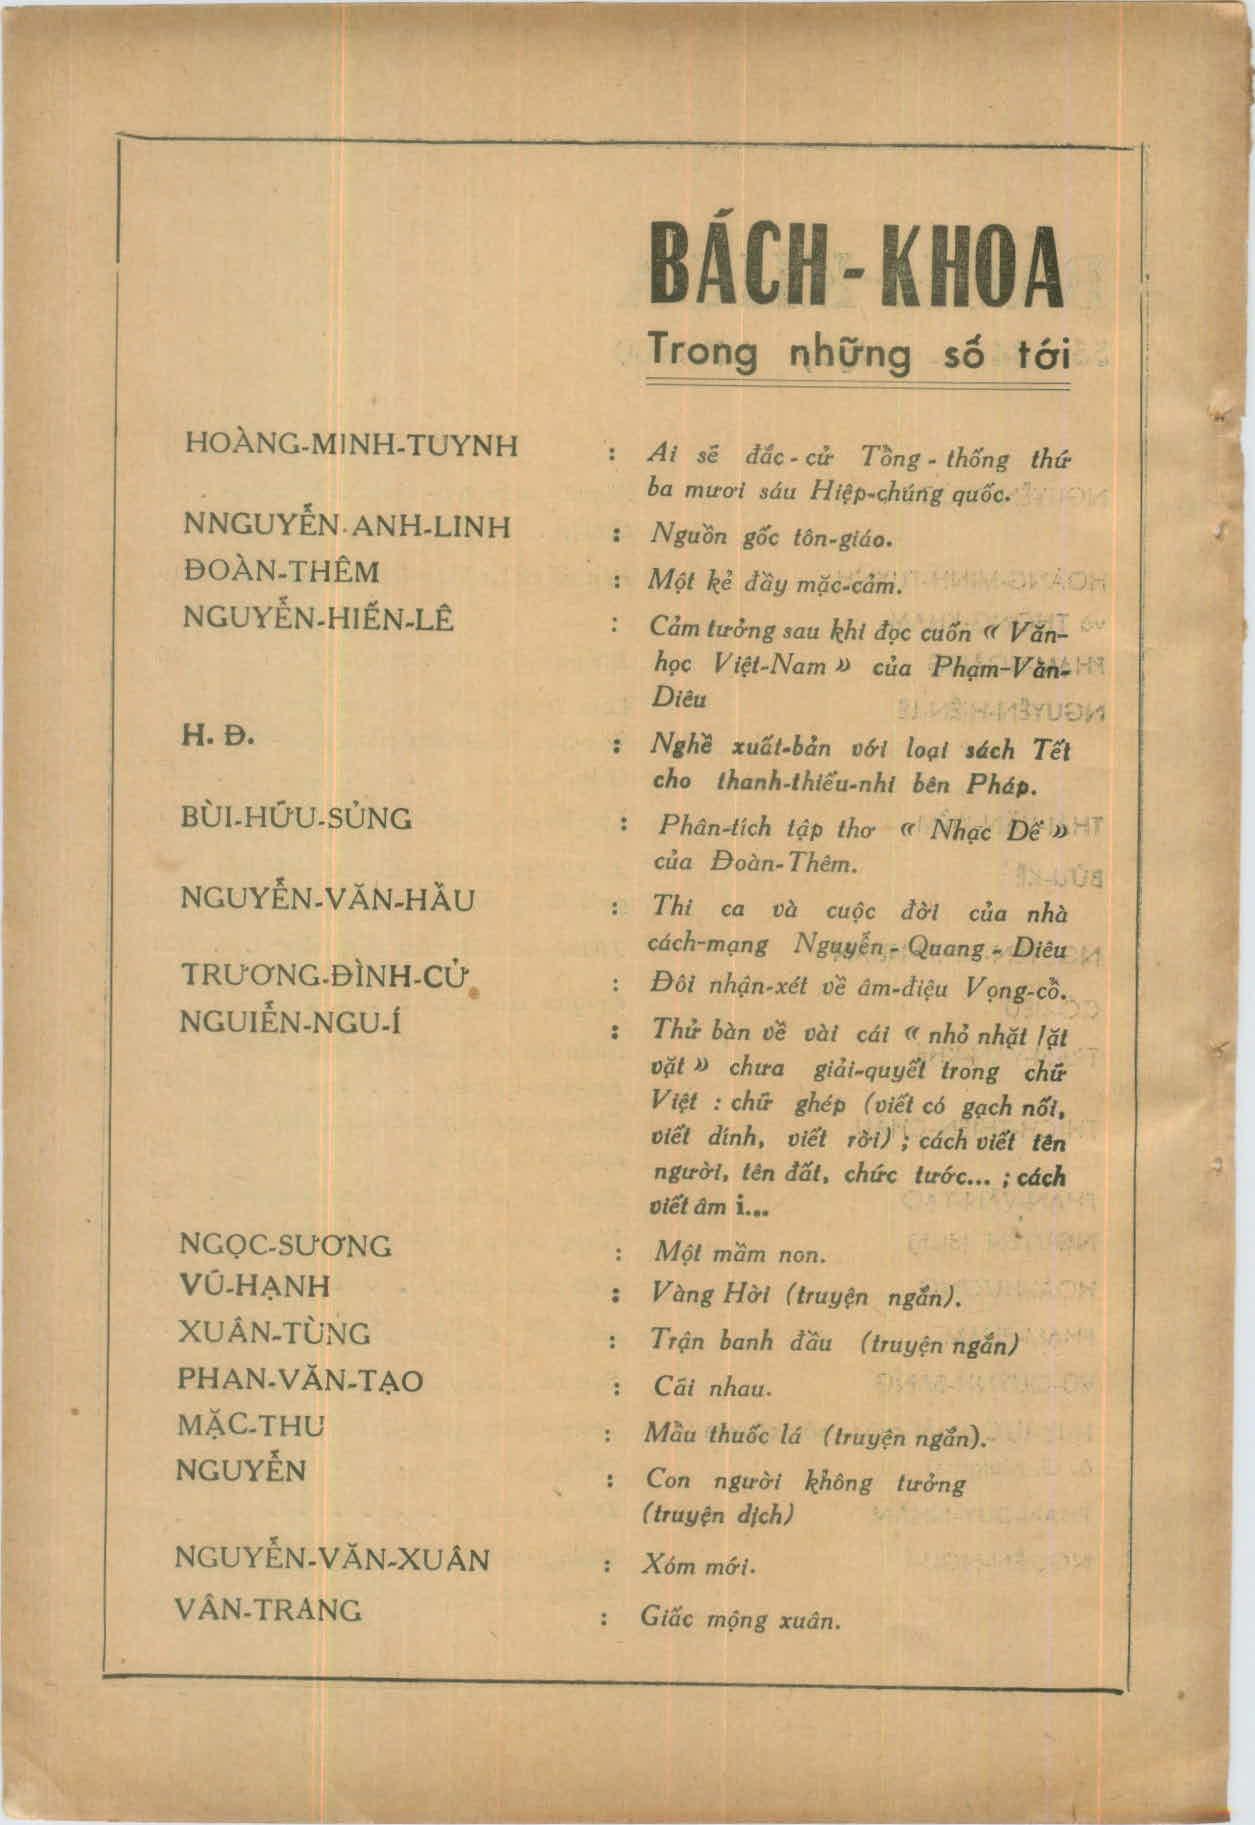 BÁCH-KHOA
Trong những số tới
HOÀNG-MINH-TUYNH : Ai sẽ đắc-cử Tổng-thống thứ
ba mươi sáu Hiệp-chúng quốc.
NNGUYỄN-ANH-LINH : Nguồn gốc tôn-giáo.
ĐOÀN-THÊM : Một kẻ đầy mặc-cảm.
NGUYỄN-HIẾN-LÊ : Cảm tưởng sau khi đọc cuốn « Văn-
học Việt-Nam » của Phạm-Văn-
Diêu
H. Đ. : Nghề xuất-bản với loại sách Tết
cho thanh-thiếu-nhi bên Pháp.
BÙI-HỮU-SỦNG : Phân-tích tập thơ « Nhạc Dế »
của Đoàn-Thêm.
NGUYỄN-VĂN-HẦU : Thi ca và cuộc đời của nhà
cách-mạng Nguyễn-Quang-Diêu
TRƯƠNG-ĐÌNH-CỬ : Đôi nhận-xét về âm-điệu Vọng-cổ.
NGUIỄN-NGU-Í : Thử bàn về vài cái « nhỏ nhặt lặt
vặt » chưa giải-quyết trong chữ
Việt : chữ ghép (viết có gạch nối,
viết dính, viết rời) ; cách viết tên
người, tên đất, chức tước... ; cách
viết âm i...
NGỌC-SƯƠNG : Một mầm non.
VŨ-HẠNH : Vàng Hời (truyện ngắn).
XUÂN-TÙNG : Trận banh đầu (truyện ngắn)
PHAN-VĂN-TẠO : Cãi nhau.
MẶC-THU : Mầu thuốc lá (truyện ngắn).
NGUYỄN : Con người không tưởng
(truyện dịch)
NGUYỄN-VĂN-XUÂN : Xóm mới.
VÂN-TRANG : Giấc mộng xuân.